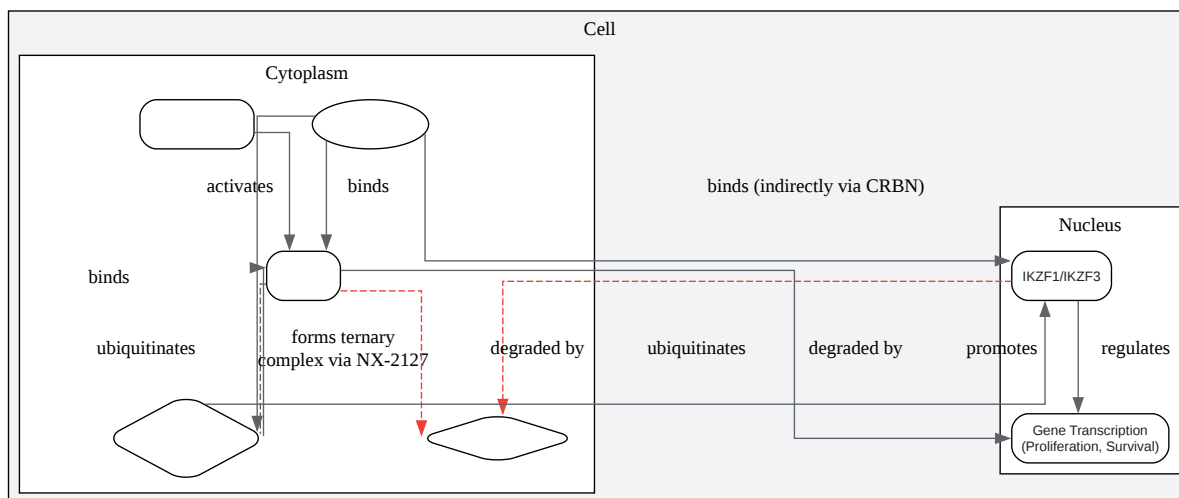 Cell
Cytoplasm
activates
binds
binds (indirectly via CRBN)
Nucleus
binds
IKZF1/IKZF3
ubiquitinates
forms ternary
complex via NX-2127
degraded by
ubiquitinates
degraded by
promotes
regulates
Gene Transcription
(Proliferation, Survival)